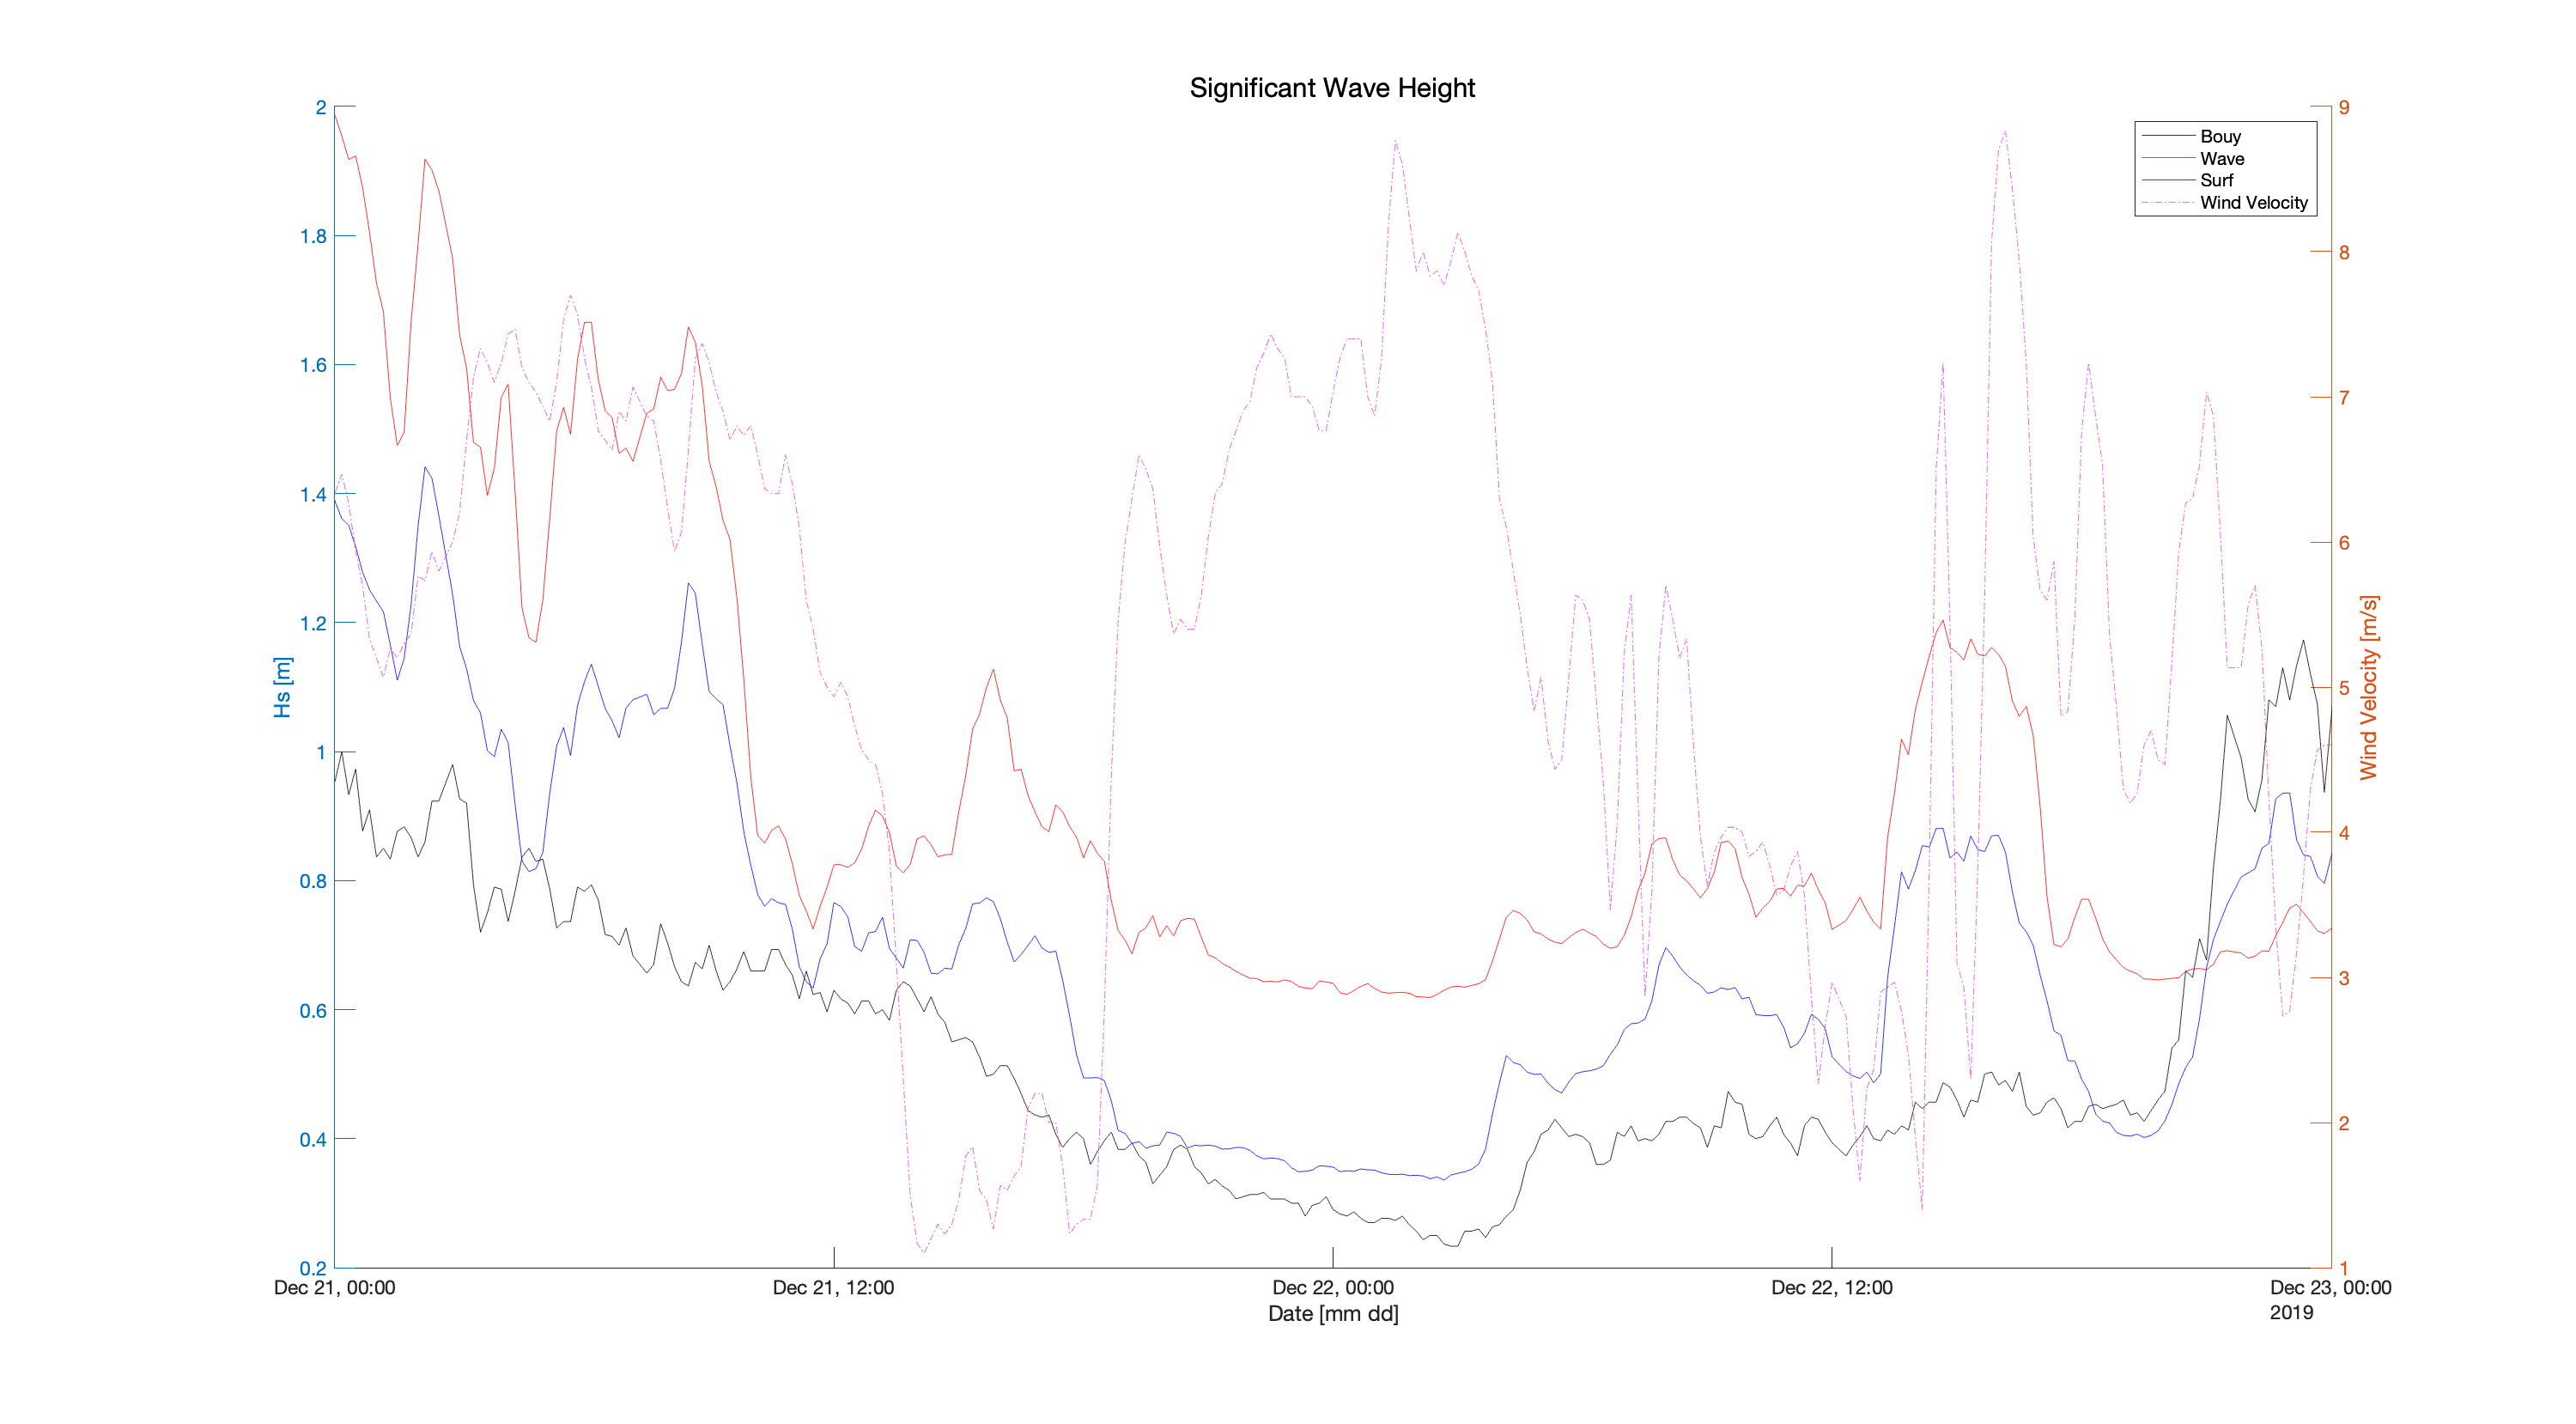 Significant Wave Height
2
1.8
1.6
1.4
1.2
1
0.8
0.6
0.4
0.2
Hs [m]
9
8
7
6
5
4
3
2
1
Wind Velocity [m/s]
Bouy
Wave
Surf
Wind Velocity
Dec 21, 00:00
Dec 21, 12:00
Dec 22, 00:00
Dec 22, 12:00
Dec 23, 00:00
2019
Date [mm dd]